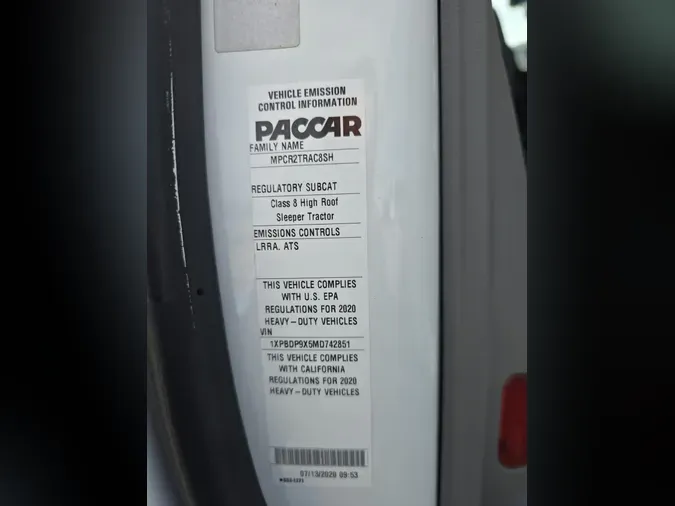 VEHICLE EMISSION
CONTROL INFORMATION
PACCAR
FAMILY NAME
MPCR2TRAC8SH
REGULATORY SUBCAT
Class 8 High Roof
Sleeper Tractor
EMISSIONS CONTROLS
LRRA, ATS
THIS VEHICLE COMPLIES
WITH U.S. EPA
REGULATIONS FOR 2020
HEAVY-DUTY VEHICLES
VIN
1XPBDP9X5MD742851
THIS VEHICLE COMPLIES
WITH CALIFORNIA
REGULATIONS FOR 2020
HEAVY-DUTY VEHICLES
07/13/2020 09:53